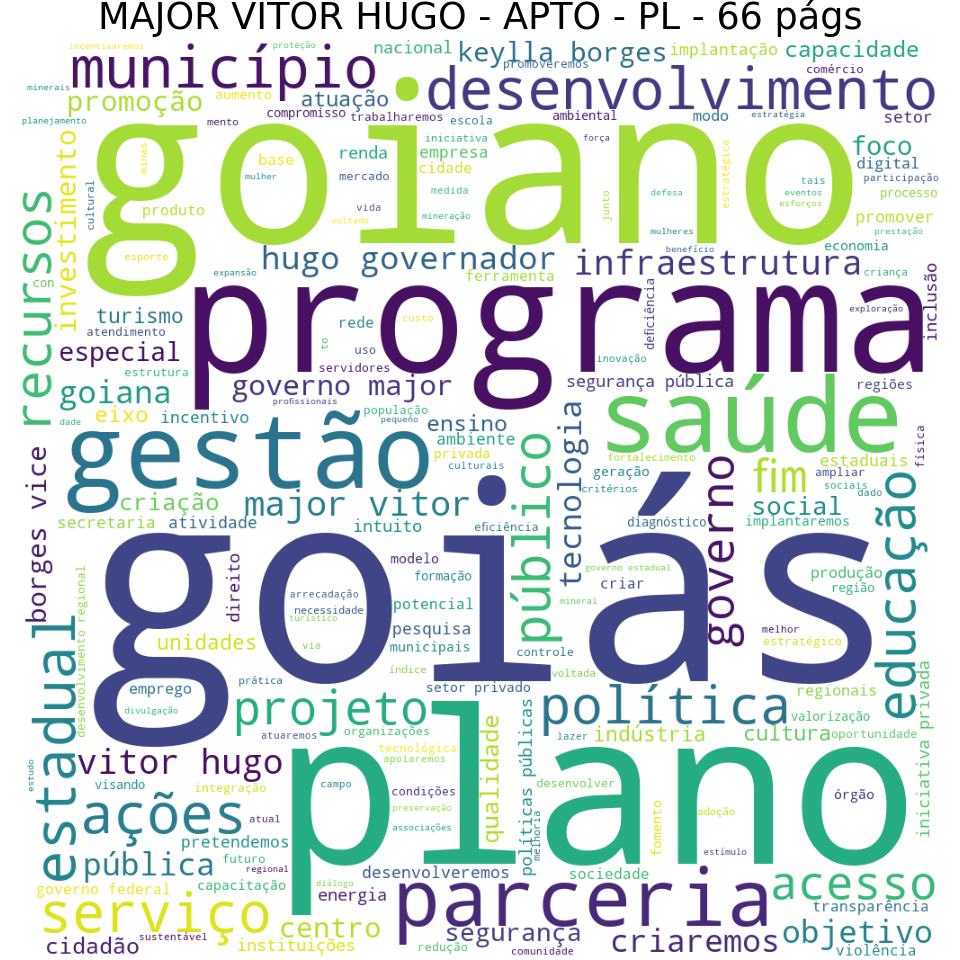 MAJOR VITOR HUGO - APTO - PL - 66 págs
incentivaremos
proteção
nacional
keylla borges
implantação
capacidade
município
promoveremos
comércio
minerais
promoção
aumento
atuação
desenvolvimento
planejamento
mento
compromisso
trabalharemos
escola
ambiental
modo
estratégia
setor
goiano
investimento
cultural
minas
base
mulher
renda
mercado
iniciativa
empresa
cidade
força
estratégica
foco
digital
tais
participação
eventos
esforços
processo
produto
vida
voltado
medida
mineração
junto
defesa
mulheres
promover
prestação
recursos
esporte
expansão
hugo governador
ferramenta
benefício
infraestrutura
economia
criança
inclusão
con
turismo
atendimento
programa
rede
custo
to
uso
servidores
deficiência
inovação
exploração
especial
estrutura
goiana
governo major
profissionais
segurança pública
regiões
dade
eixo
incentivo
população
pequeno
ensino
saúde
física
gestão
ambiente
privada
culturais
tecnologia
fortalecimento
geração
critérios
fim
estaduais
ampliar
sociais
dado
borges vice
criação
major vitor
público
governo
social
educação
secretaria
atividade
intuito
eficiência
diagnóstico
implantaremos
goiás
desenvolvimento regional
direito
modelo
formação
governo estadual
criar
produção
região
arrecadação
necessidade
turístico
potencial
mineral
unidades
via
pesquisa
municipais
controle
melhor
estratégico
estadual
prática
índice
setor privado
voltada
emprego
divulgação
projeto
atuaremos
organizações
políticas públicas
política
regionais
valorização
iniciativa privada
lazer
indústria
cultura
oportunidade
vitor hugo
plano
tecnológica
apoiaremos
qualidade
estudo
visando
integração
campo
condições
desenvolver
órgão
ações
atual
preservação
associações
melhoria
fomento
adoção
pretendemos
estímulo
pública
futuro
regional
desenvolveremos
sociedade
acesso
governo federal
capacitação
diálogo
energia
parceria
transparência
serviço
centro
segurança
criaremos
objetivo
cidadão
sustentável
instituições
redução
comunidade
violência